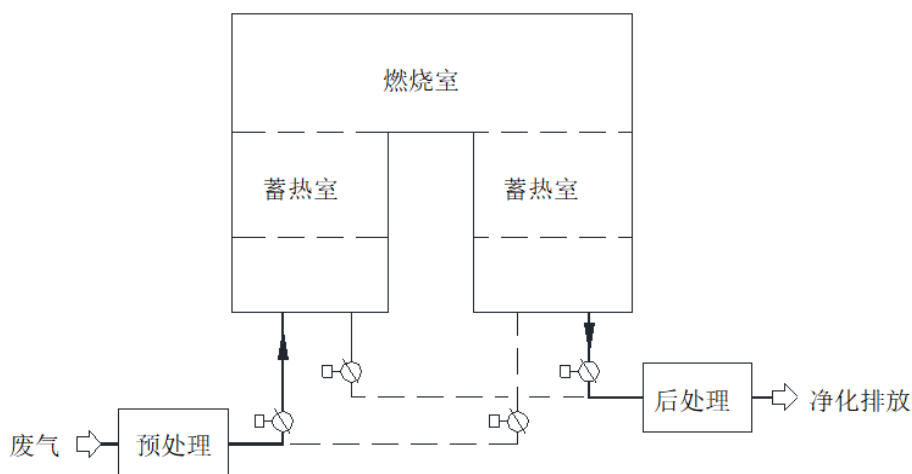 燃烧室
蓄热室
蓄热室
后处理
净化排放
废气
预处理